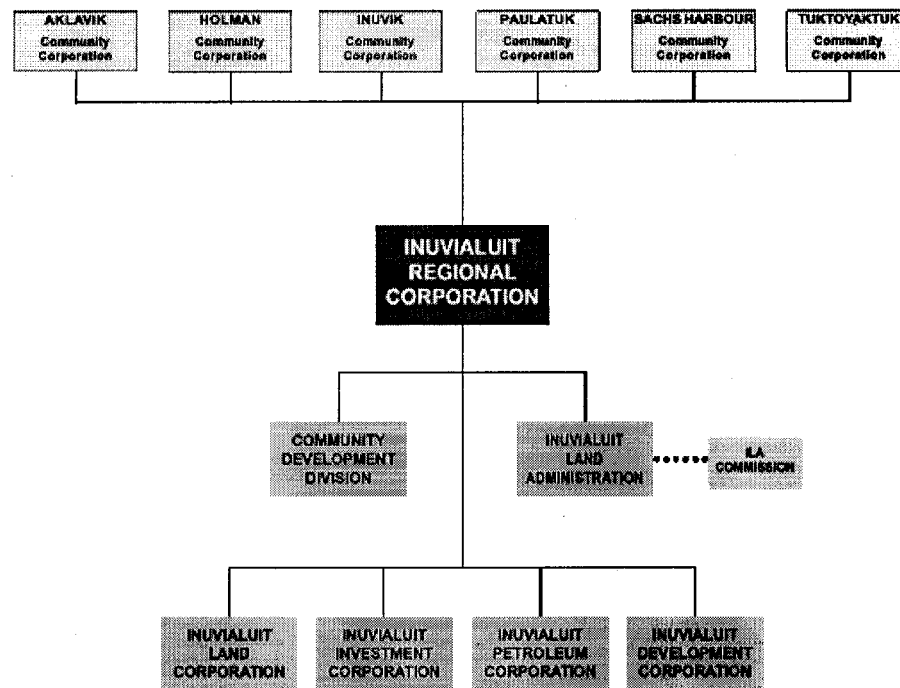 AKLAVIK
Community
Corporation
HOLMAN
Community
Corporation
INUVIK
Community
Corporation
PAULATUK
Community
Corporation
SACHS HARBOUR
Community
Corporation
TUKTOYAKTUK
Community
Corporation
INUVIALUIT
REGIONAL
CORPORATION
COMMUNITY
DEVELOPMENT
DIVISION
INUVIALUIT
LAND
ADMINISTRATION
ILA
COMMISSION
INUVIALUIT
LAND
CORPORATION
INUVIALUIT
INVESTMENT
CORPORATION
INUVIALUIT
PETROLEUM
CORPORATION
INUVIALUIT
DEVELOPMENT
CORPORATION